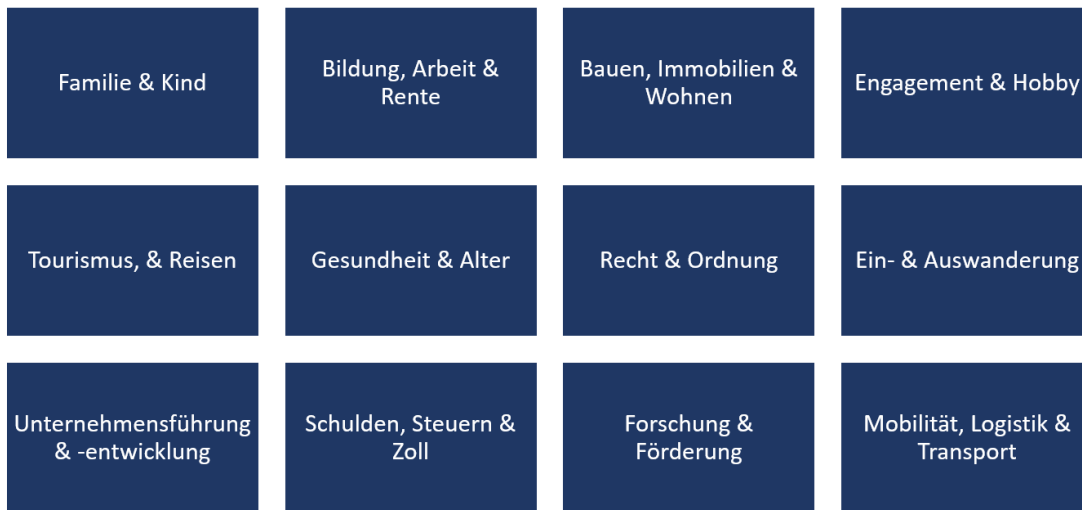 Familie & Kind
Bildung, Arbeit &
Rente
Bauen, Immobilien &
Wohnen
Engagement & Hobby
Tourismus, & Reisen
Gesundheit & Alter
Recht & Ordnung
Ein- & Auswanderung
Unternehmensführung
& -entwicklung
Schulden, Steuern &
Zoll
Forschung &
Förderung
Mobilität, Logistik &
Transport